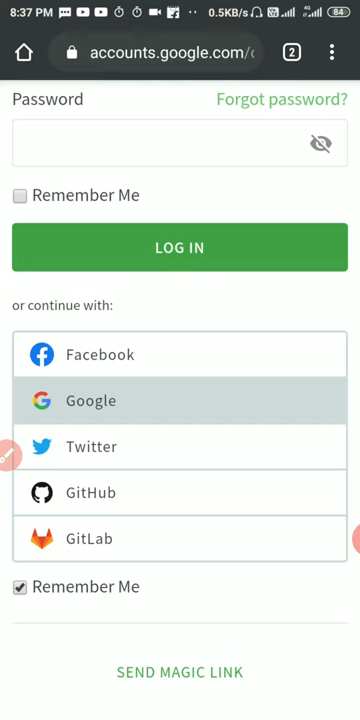 8:37 PM 0.5KB/s 4G 84
accounts.google.com/
2
Password Forgot password?
Remember Me
LOG IN
or continue with:
Facebook
Google
Twitter
GitHub
GitLab
Remember Me
SEND MAGIC LINK